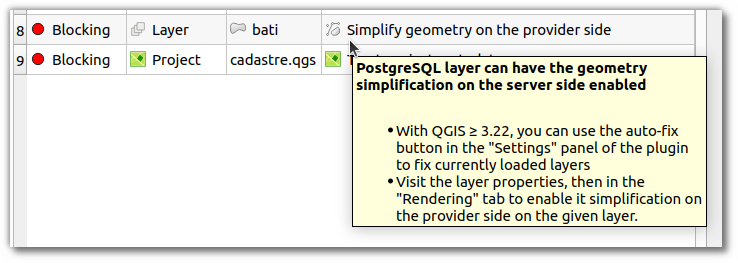 8 Blocking Layer bati Simplify geometry on the provider side
9 Blocking Project cadastre.qgs
PostgreSQL layer can have the geometry
simplification on the server side enabled
•With QGIS ≥ 3.22, you can use the auto-fix
button in the "Settings" panel of the plugin
to fix currently loaded layers
•Visit the layer properties, then in the
"Rendering" tab to enable it simplification on
the provider side on the given layer.